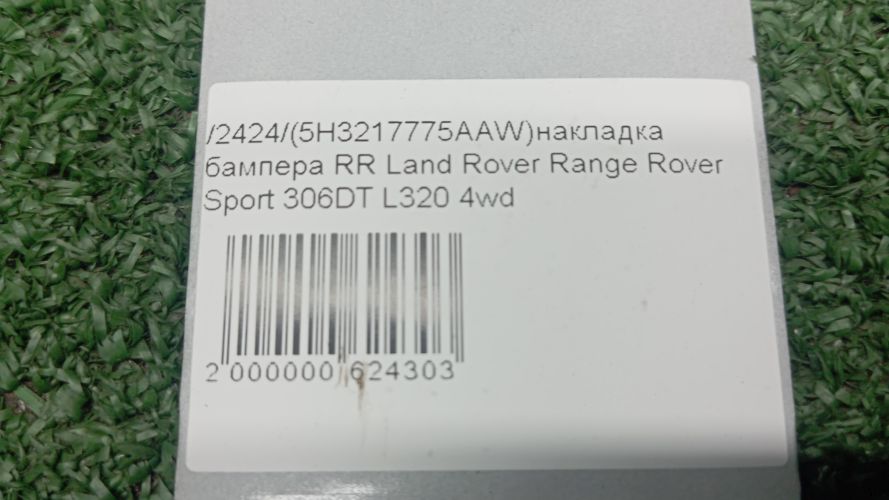 /2424/(5H3217775AAW)накладка
бампера RR Land Rover Range Rover
Sport 306DT L320 4wd
2 000000 624303